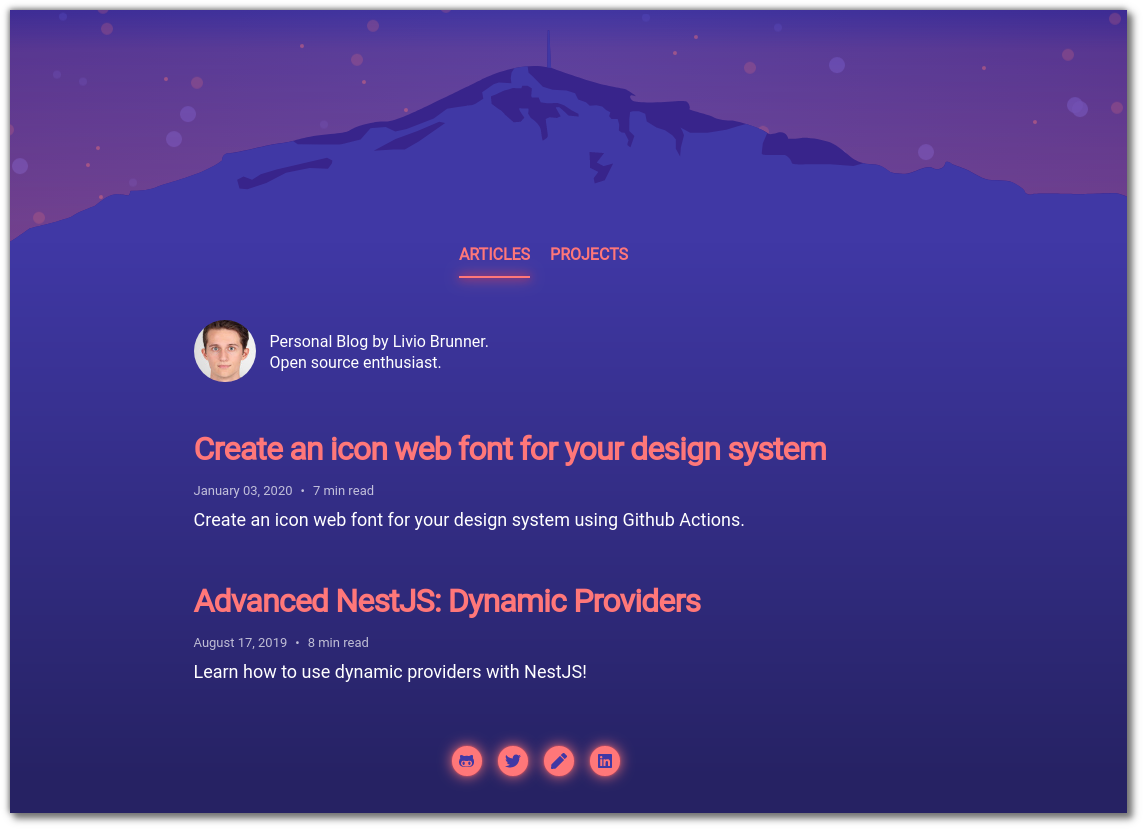 ARTICLES PROJECTS
Personal Blog by Livio Brunner.
Open source enthusiast.
Create an icon web font for your design system
January 03, 2020 • 7 min read
Create an icon web font for your design system using Github Actions.
Advanced NestJS: Dynamic Providers
August 17, 2019 • 8 min read
Learn how to use dynamic providers with NestJS!